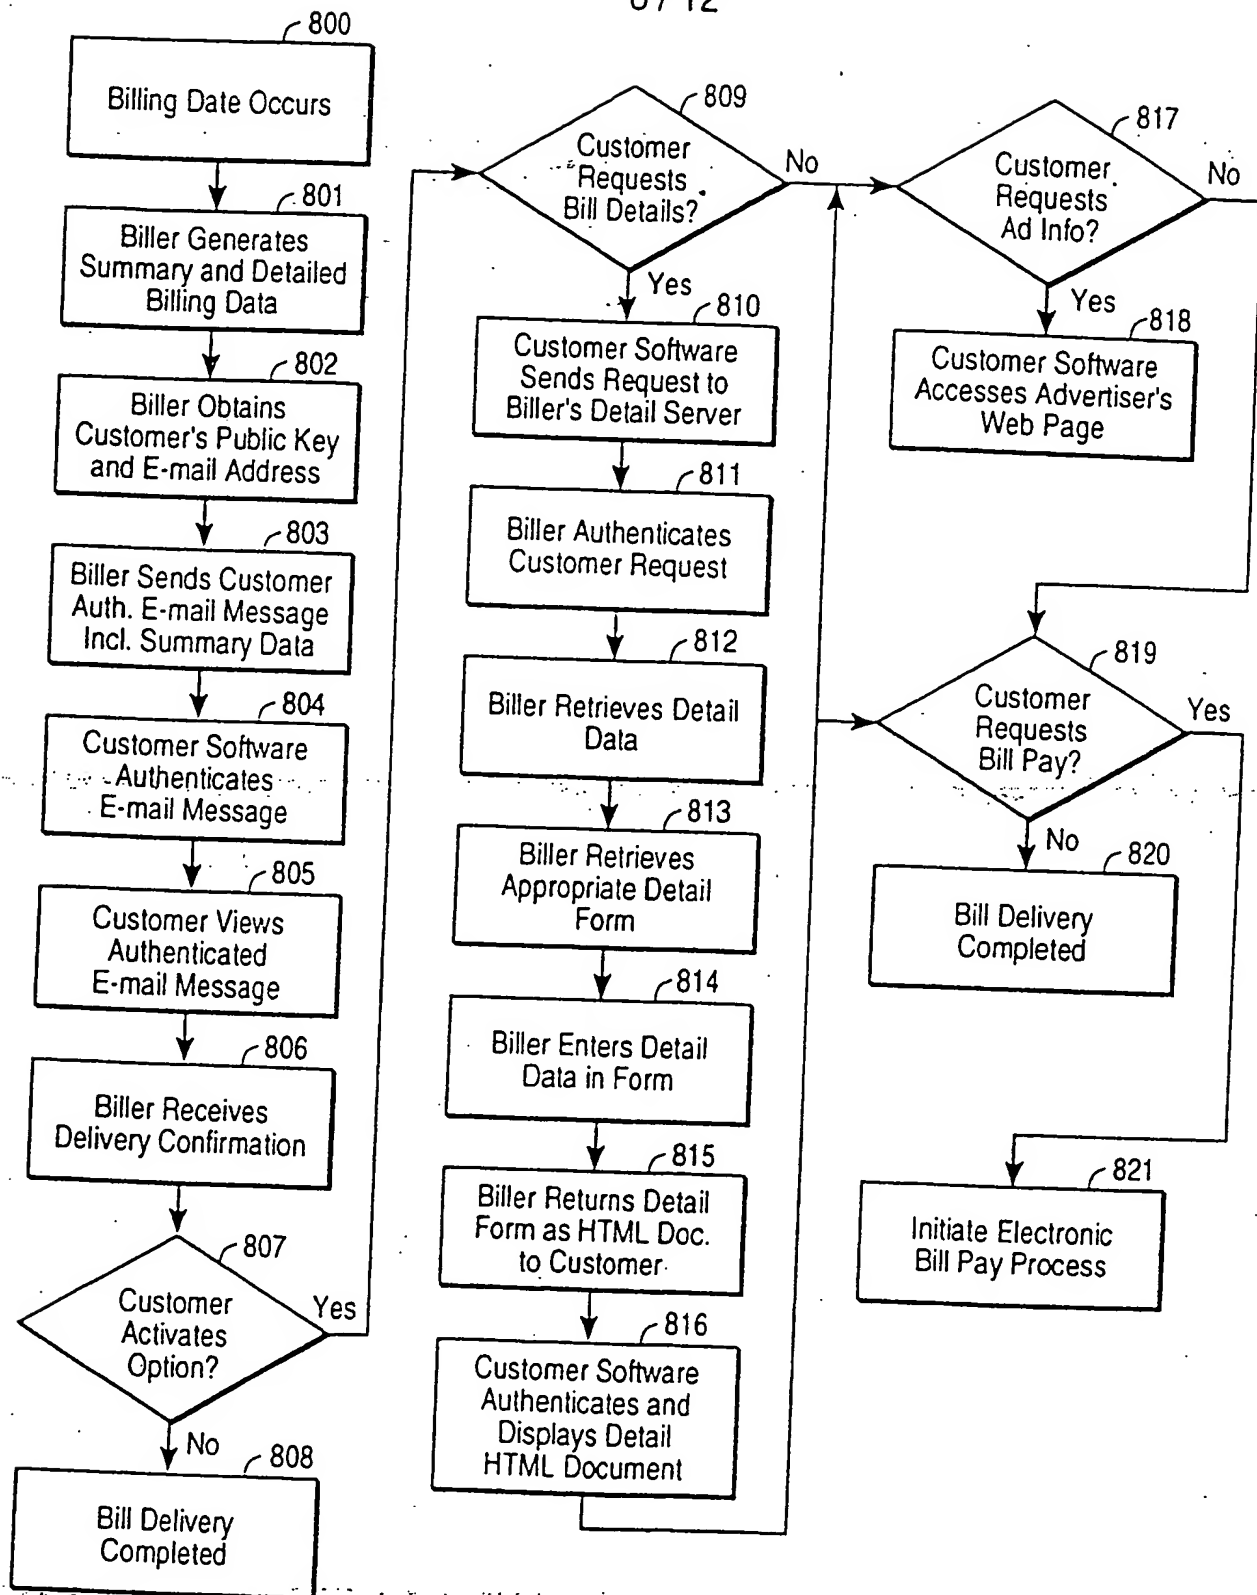 800
Billing Date Occurs
801
Biller Generates
Summary and Detailed
Billing Data
802
Biller Obtains
Customer's Public Key
and E-mail Address
803
Biller Sends Customer
Auth. E-mail Message
Incl. Summary Data
804
Customer Software
Authenticates
E-mail Message
805
Customer Views
Authenticated
E-mail Message
806
Biller Receives
Delivery Confirmation
807
Customer
Activates
Option?
Yes
No
808
Bill Delivery
Completed
809
Customer
Requests
Bill Details?
No
Yes
810
Customer Software
Sends Request to
Biller's Detail Server
811
Biller Authenticates
Customer Request
812
Biller Retrieves Detail
Data
813
Biller Retrieves
Appropriate Detail
Form
814
Biller Enters Detail
Data in Form
815
Biller Returns Detail
Form as HTML Doc.
to Customer
816
Customer Software
Authenticates and
Displays Detail
HTML Document
817
Customer
Requests
Ad Info?
No
Yes
818
Customer Software
Accesses Advertiser's
Web Page
819
Customer
Requests
Bill Pay?
Yes
No
820
Bill Delivery
Completed
821
Initiate Electronic
Bill Pay Process